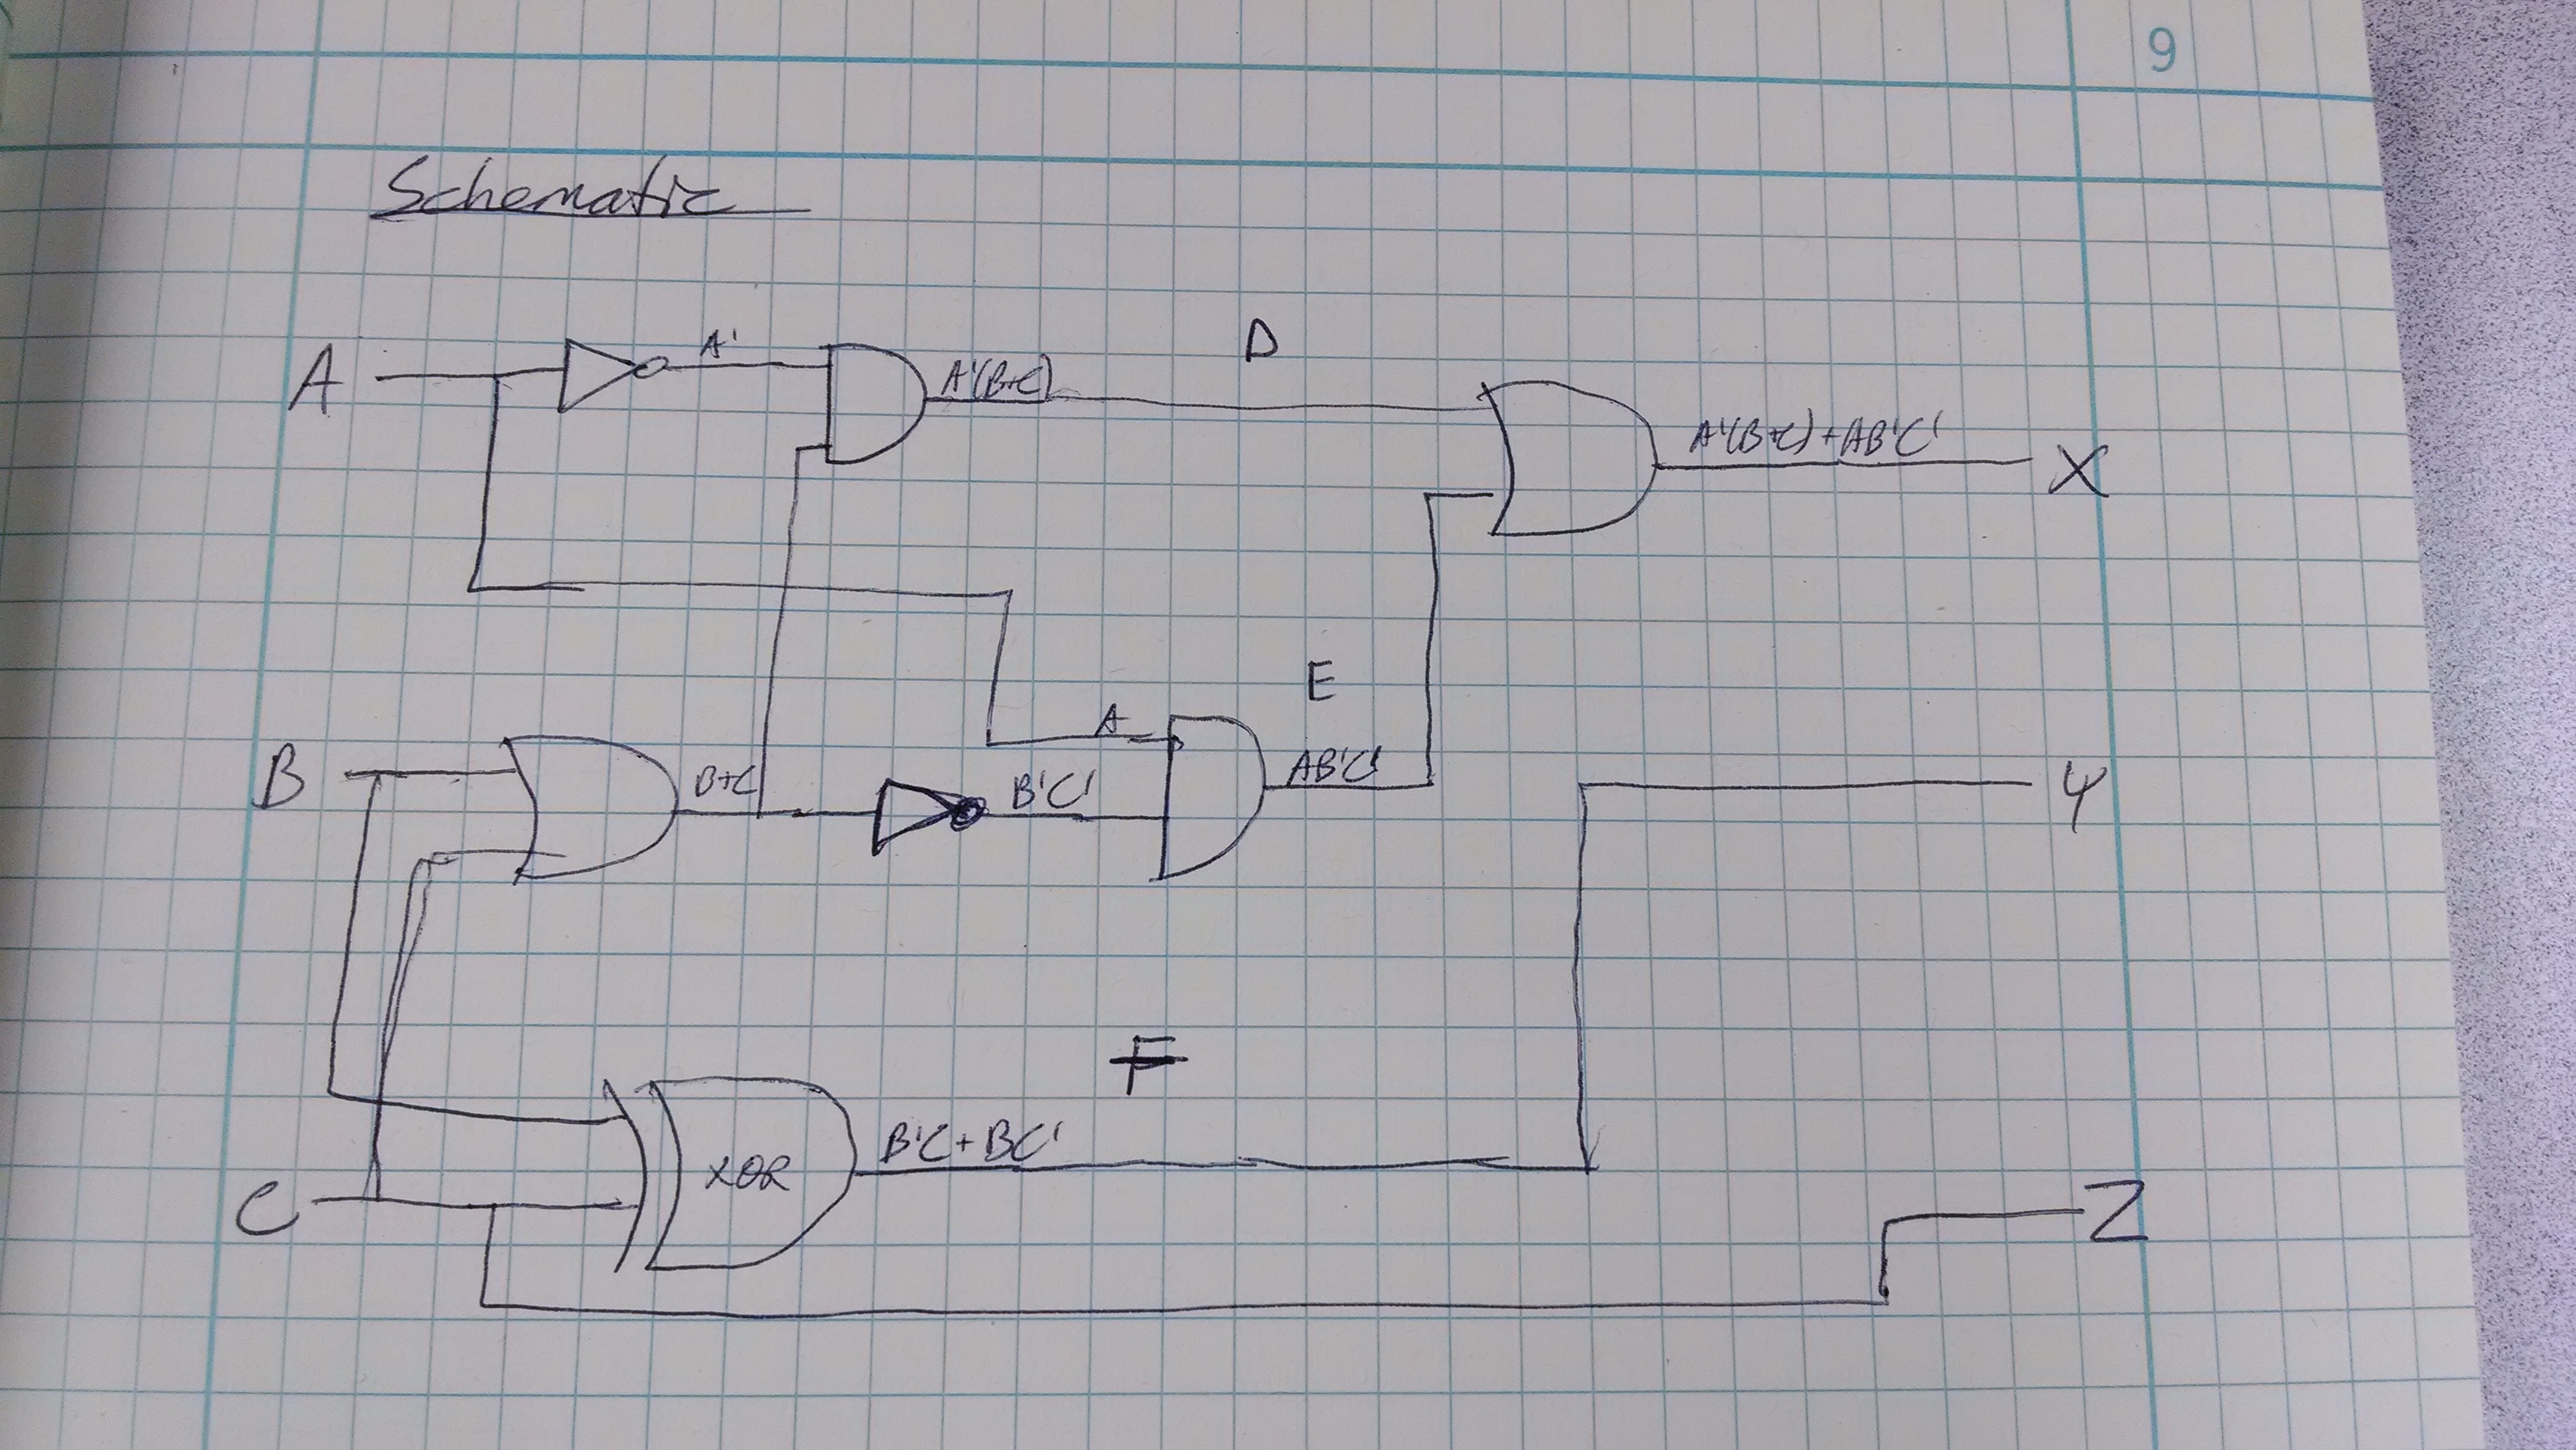 9
Schematic
A
A'
A'(B+C)
D
A'(B+C)+AB'C'
X
B
B+C
B'C'
A
E
AB'C'
Y
C
XOR
B'C+BC'
F
Z